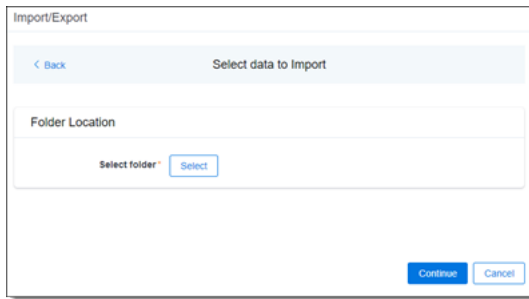 Import/Export
< Back Select data to Import
Folder Location
Select folder* Select
Continue Cancel